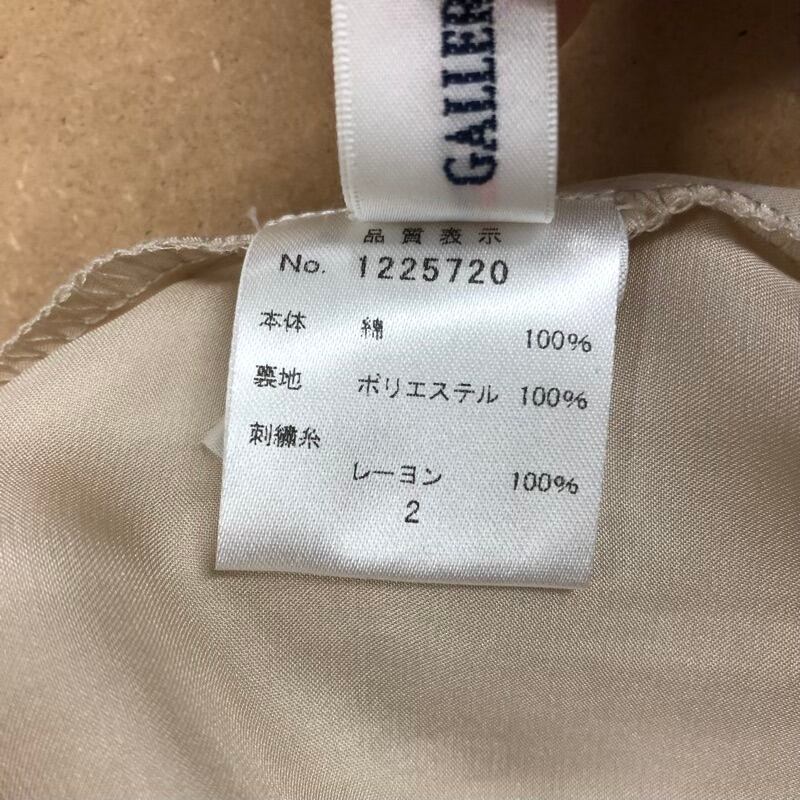 GALLER
品質表示
No. 1225720
本体 綿 100%
裏地 ポリエステル 100%
刺繍糸
レーヨン 100%
2